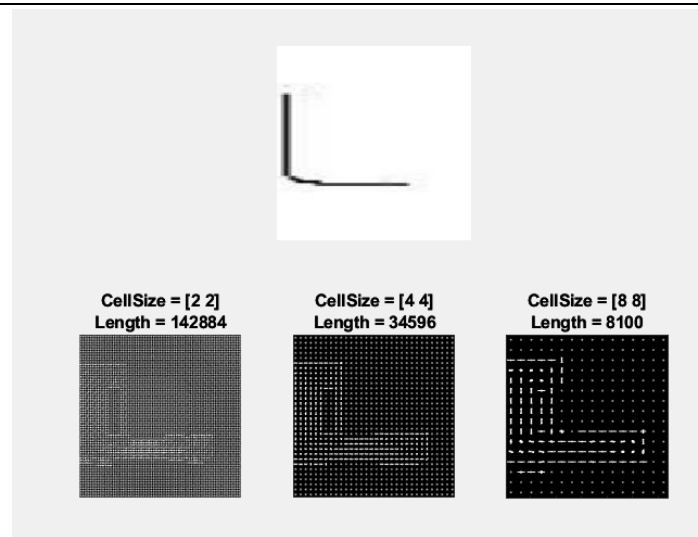 CellSize = [2 2]
Length = 142884
CellSize = [4 4]
Length = 34596
CellSize = [8 8]
Length = 8100